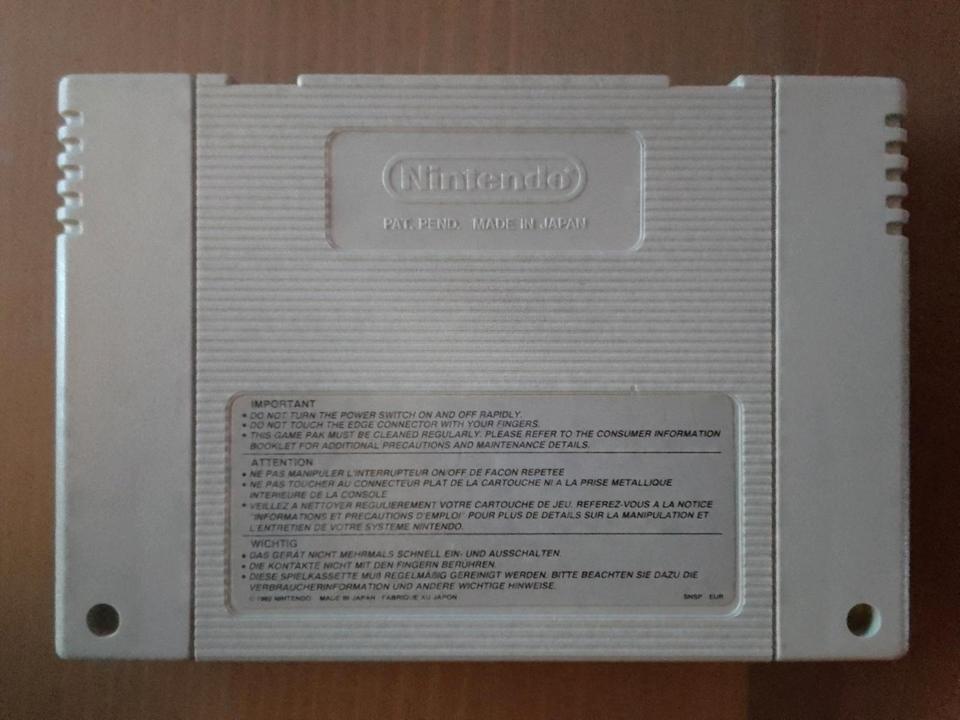 Nintendo
PAT. PEND. MADE IN JAPAN
IMPORTANT
• DO NOT TURN THE POWER SWITCH ON AND OFF RAPIDLY.
• DO NOT TOUCH THE EDGE CONNECTOR WITH YOUR FINGERS.
• THIS GAME PAK MUST BE CLEANED REGULARLY. PLEASE REFER TO THE CONSUMER INFORMATION
BOOKLET FOR ADDITIONAL PRECAUTIONS AND MAINTENANCE DETAILS.
ATTENTION
• NE PAS MANIPULER L'INTERRUPTEUR ON/OFF DE FACON REPETEE
• NE PAS TOUCHER AU CONNECTEUR PLAT DE LA CARTOUCHE NI A LA PRISE METALLIQUE
INTERIEURE DE LA CONSOLE
• VEILLEZ A NETTOYER REGULIEREMENT VOTRE CARTOUCHE DE JEU. REFEREZ-VOUS A LA NOTICE
"INFORMATIONS ET PRECAUTIONS D'EMPLOI" POUR PLUS DE DETAILS SUR LA MANIPULATION ET
L'ENTRETIEN DE VOTRE SYSTEME NINTENDO.
WICHTIG
• DAS GERÄT NICHT MEHRMALS SCHNELL EIN- UND AUSSCHALTEN.
• DIE KONTAKTE NICHT MIT DEN FINGERN BERÜHREN.
• DIESE SPIELKASSETTE MUß REGELMÄßIG GEREINIGT WERDEN. BITTE BEACHTEN SIE DAZU DIE
VERBRAUCHERINFORMATION UND ANDERE WICHTIGE HINWEISE.
© 1992 NINTENDO MADE IN JAPAN FABRIQUE AU JAPON SNSP EUR